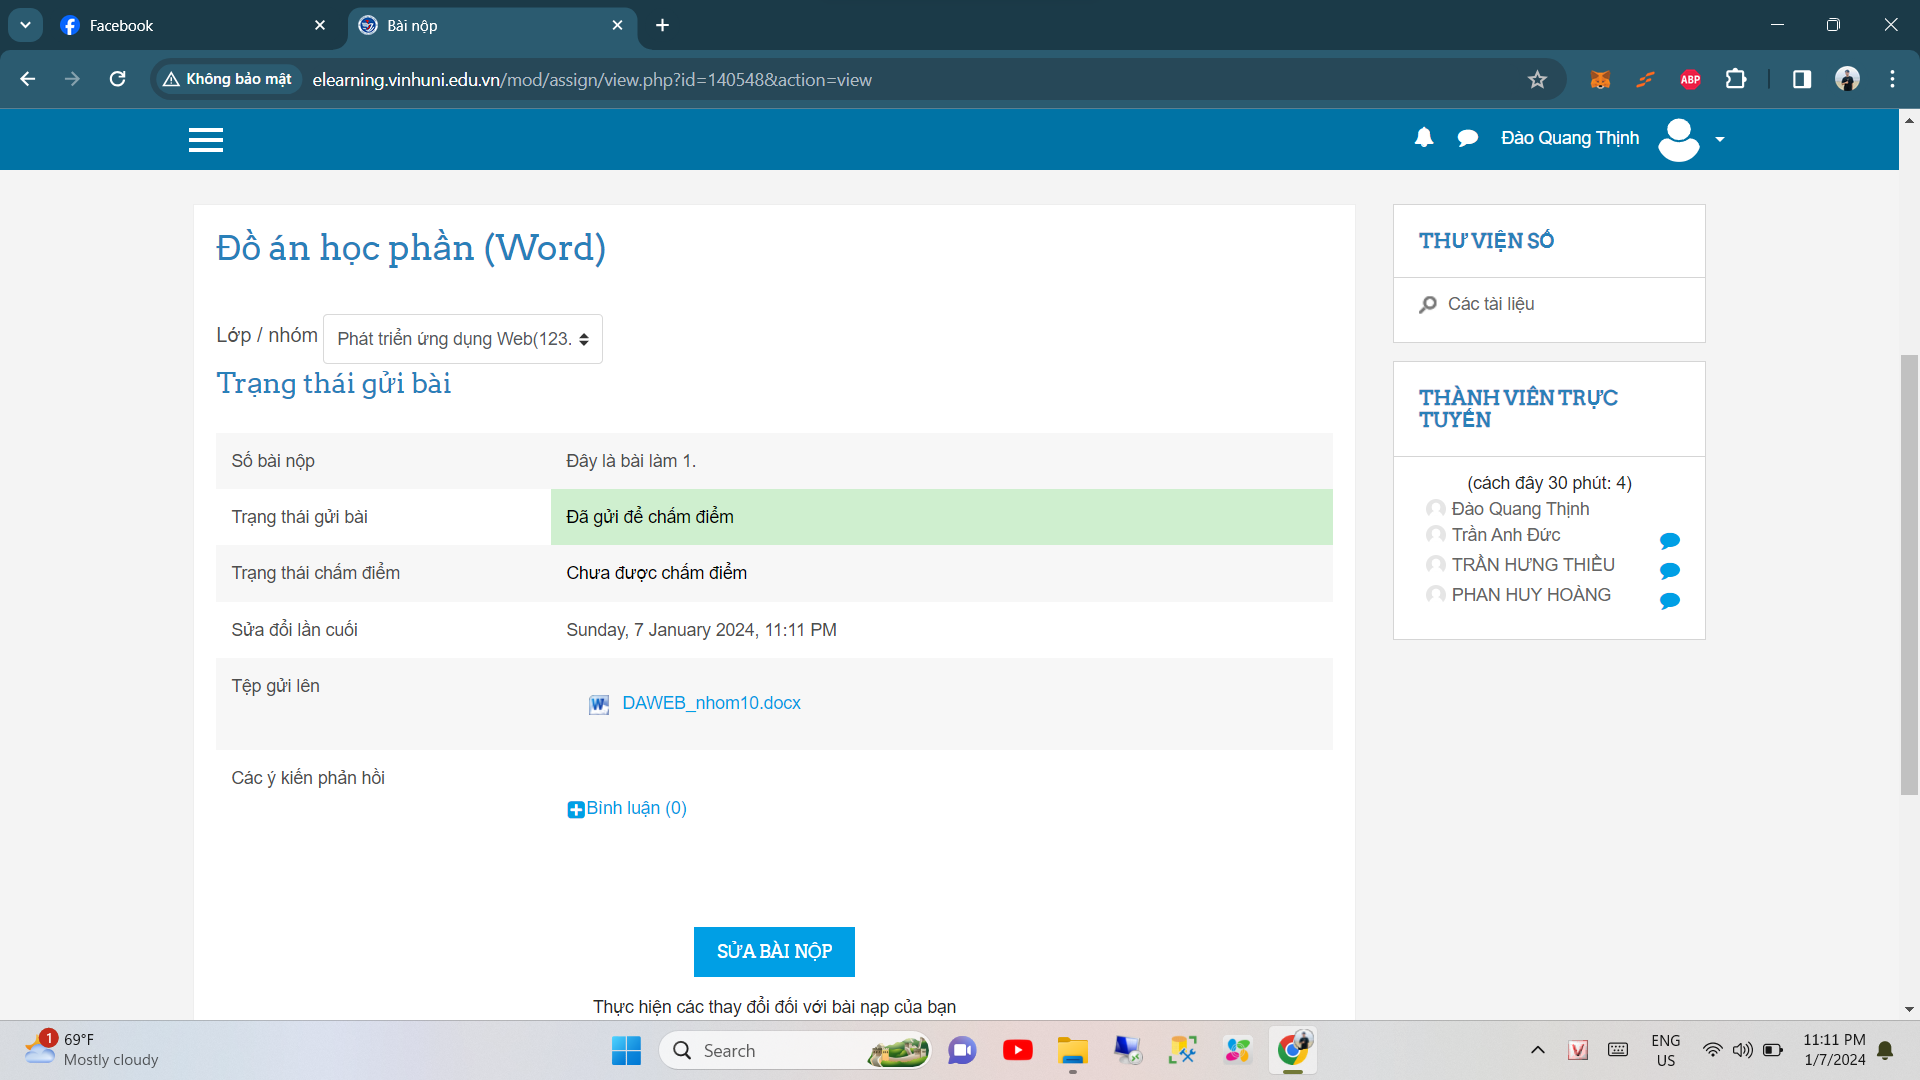 Facebook
Bài nộp
Không bảo mật
elearning.vinhuni.edu.vn/mod/assign/view.php?id=140548&action=view
ABP
Đào Quang Thịnh
Đồ án học phần (Word)
Lớp / nhóm
Phát triển ứng dụng Web(123.
Trạng thái gửi bài
Số bài nộp
Đây là bài làm 1.
Trạng thái gửi bài
Đã gửi để chấm điểm
Trạng thái chấm điểm
Chưa được chấm điểm
Sửa đổi lần cuối
Sunday, 7 January 2024, 11:11 PM
Tệp gửi lên
DAWEB_nhom10.docx
Các ý kiến phản hồi
Bình luận (0)
SỬA BÀI NỘP
Thực hiện các thay đổi đối với bài nạp của bạn
THƯ VIỆN SỐ
Các tài liệu
THÀNH VIÊN TRỰC
TUYẾN
(cách đây 30 phút: 4)
Đào Quang Thịnh
Trần Anh Đức
TRẦN HƯNG THIỀU
PHAN HUY HOÀNG
1
69°F
Mostly cloudy
Search
ENG
US
11:11 PM
1/7/2024